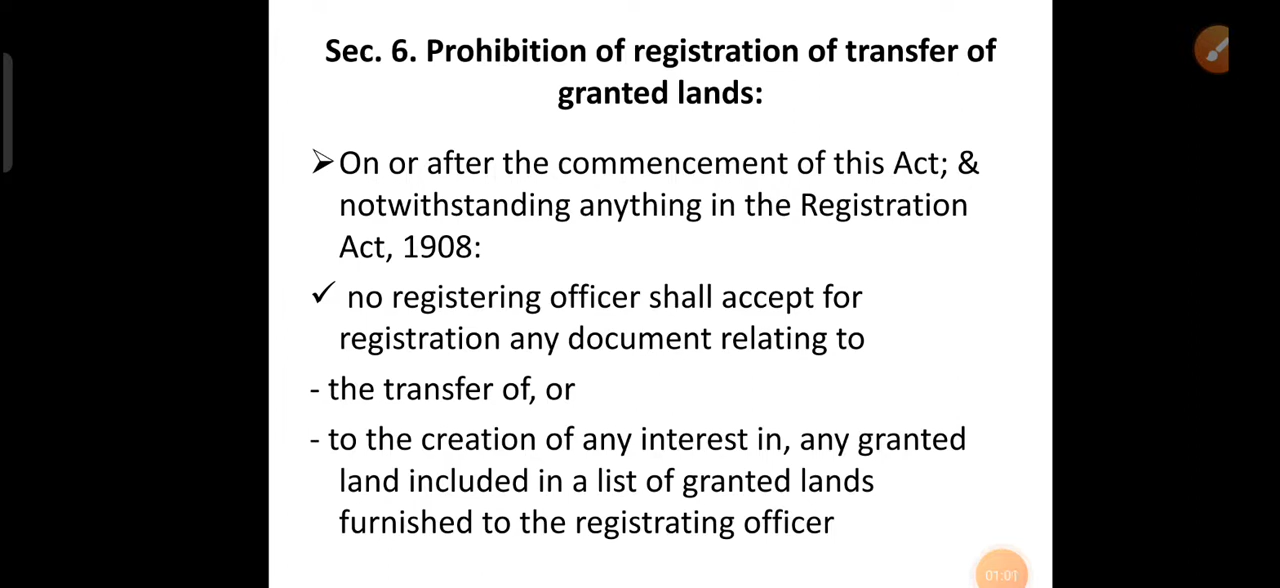 Sec. 6. Prohibition of registration of transfer of
granted lands:
➢On or after the commencement of this Act; &
notwithstanding anything in the Registration
Act, 1908:
✓ no registering officer shall accept for
registration any document relating to
- the transfer of, or
- to the creation of any interest in, any granted
land included in a list of granted lands
furnished to the registrating officer
01:01